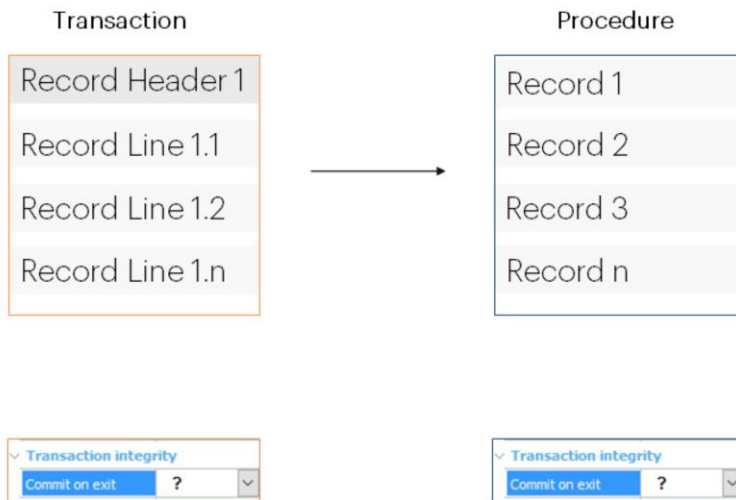 Transaction
Record Header 1
Record Line 1.1
Record Line 1.2
Record Line 1.n
Procedure
Record 1
Record 2
Record 3
Record n
Transaction integrity
Commit on exit ?
Transaction integrity
Commit on exit ?